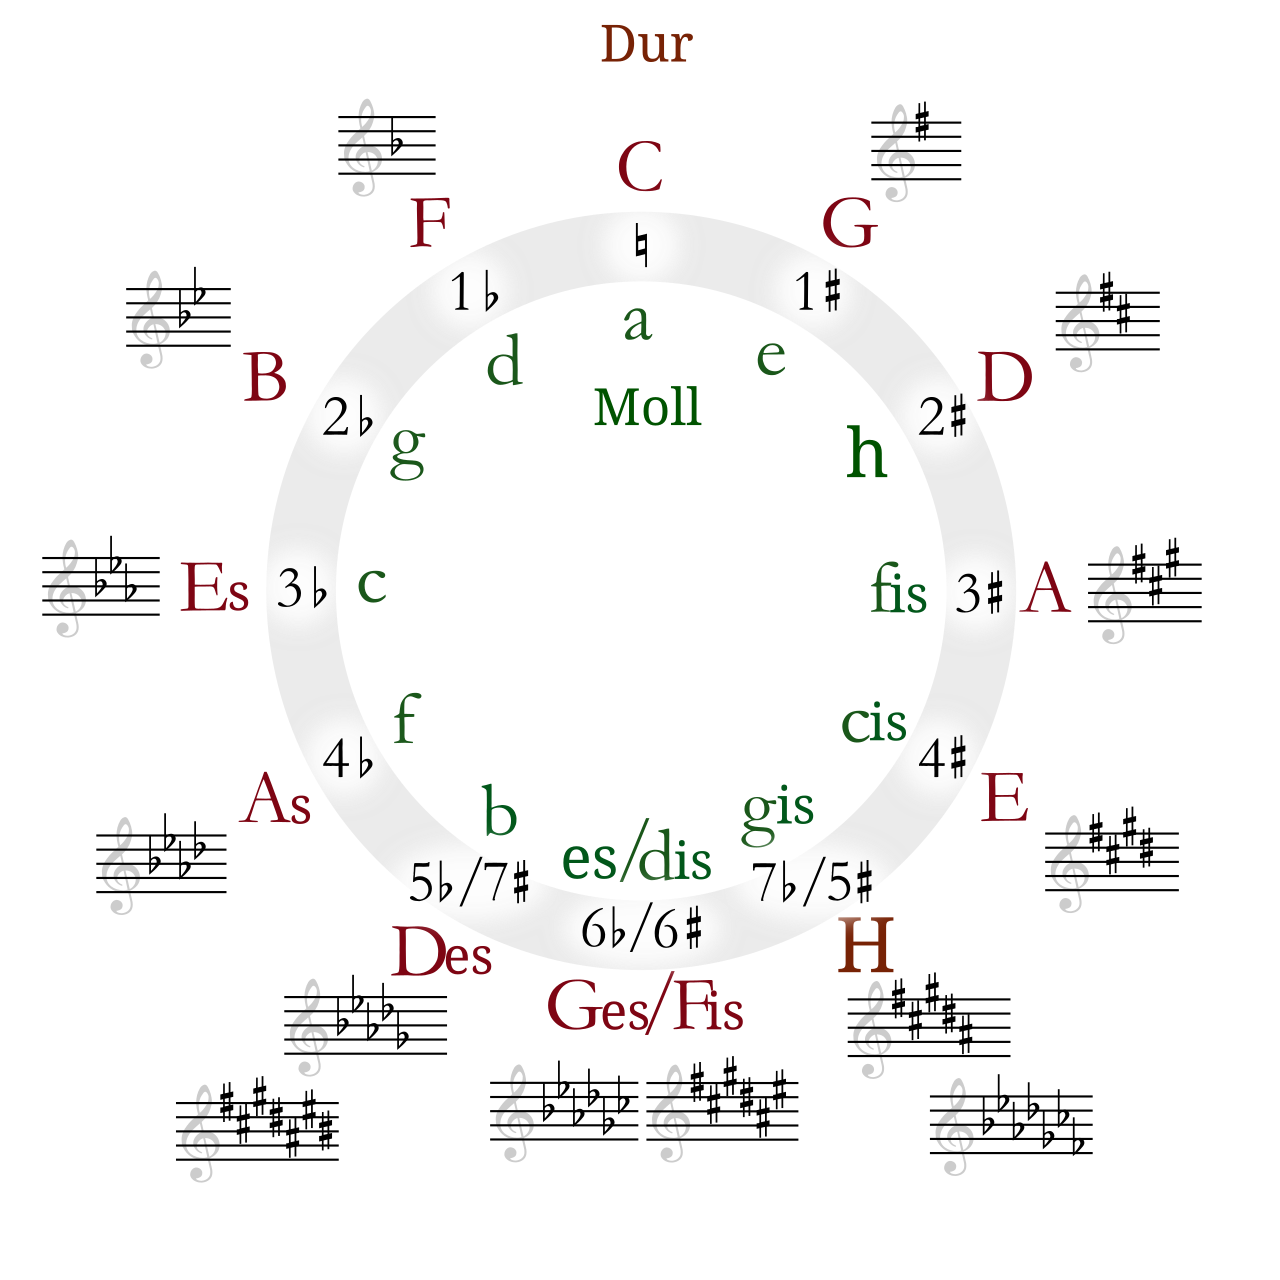 Dur
C
F
G
♮
1♭
1♯
a
d
e
B
D
Moll
2♭
2♯
g
h
Es
3♭
c
fis
3♯
A
f
cis
4♭
4♯
As
E
b
gis
es/dis
5♭/7♯
7♭/5♯
6♭/6♯
Des
H
Ges/Fis